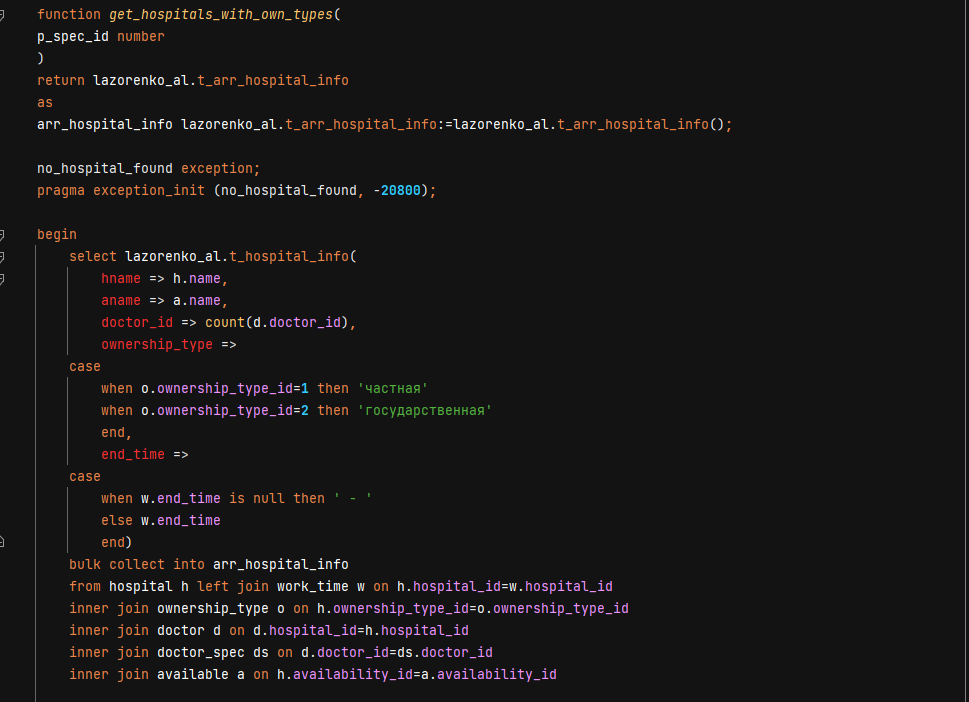 function get_hospitals_with_own_types(
p_spec_id number
)
return lazorenko_al.t_arr_hospital_info
as
arr_hospital_info lazorenko_al.t_arr_hospital_info:=lazorenko_al.t_arr_hospital_info();
no_hospital_found exception;
pragma exception_init (no_hospital_found, -20800);
begin
select lazorenko_al.t_hospital_info(
hname => h.name,
aname => a.name,
doctor_id => count(d.doctor_id),
ownership_type =>
case
when o.ownership_type_id=1 then 'частная'
when o.ownership_type_id=2 then 'государственная'
end,
end_time =>
case
when w.end_time is null then ' - '
else w.end_time
end)
bulk collect into arr_hospital_info
from hospital h left join work_time w on h.hospital_id=w.hospital_id
inner join ownership_type o on h.ownership_type_id=o.ownership_type_id
inner join doctor d on d.hospital_id=h.hospital_id
inner join doctor_spec ds on d.doctor_id=ds.doctor_id
inner join available a on h.availability_id=a.availability_id